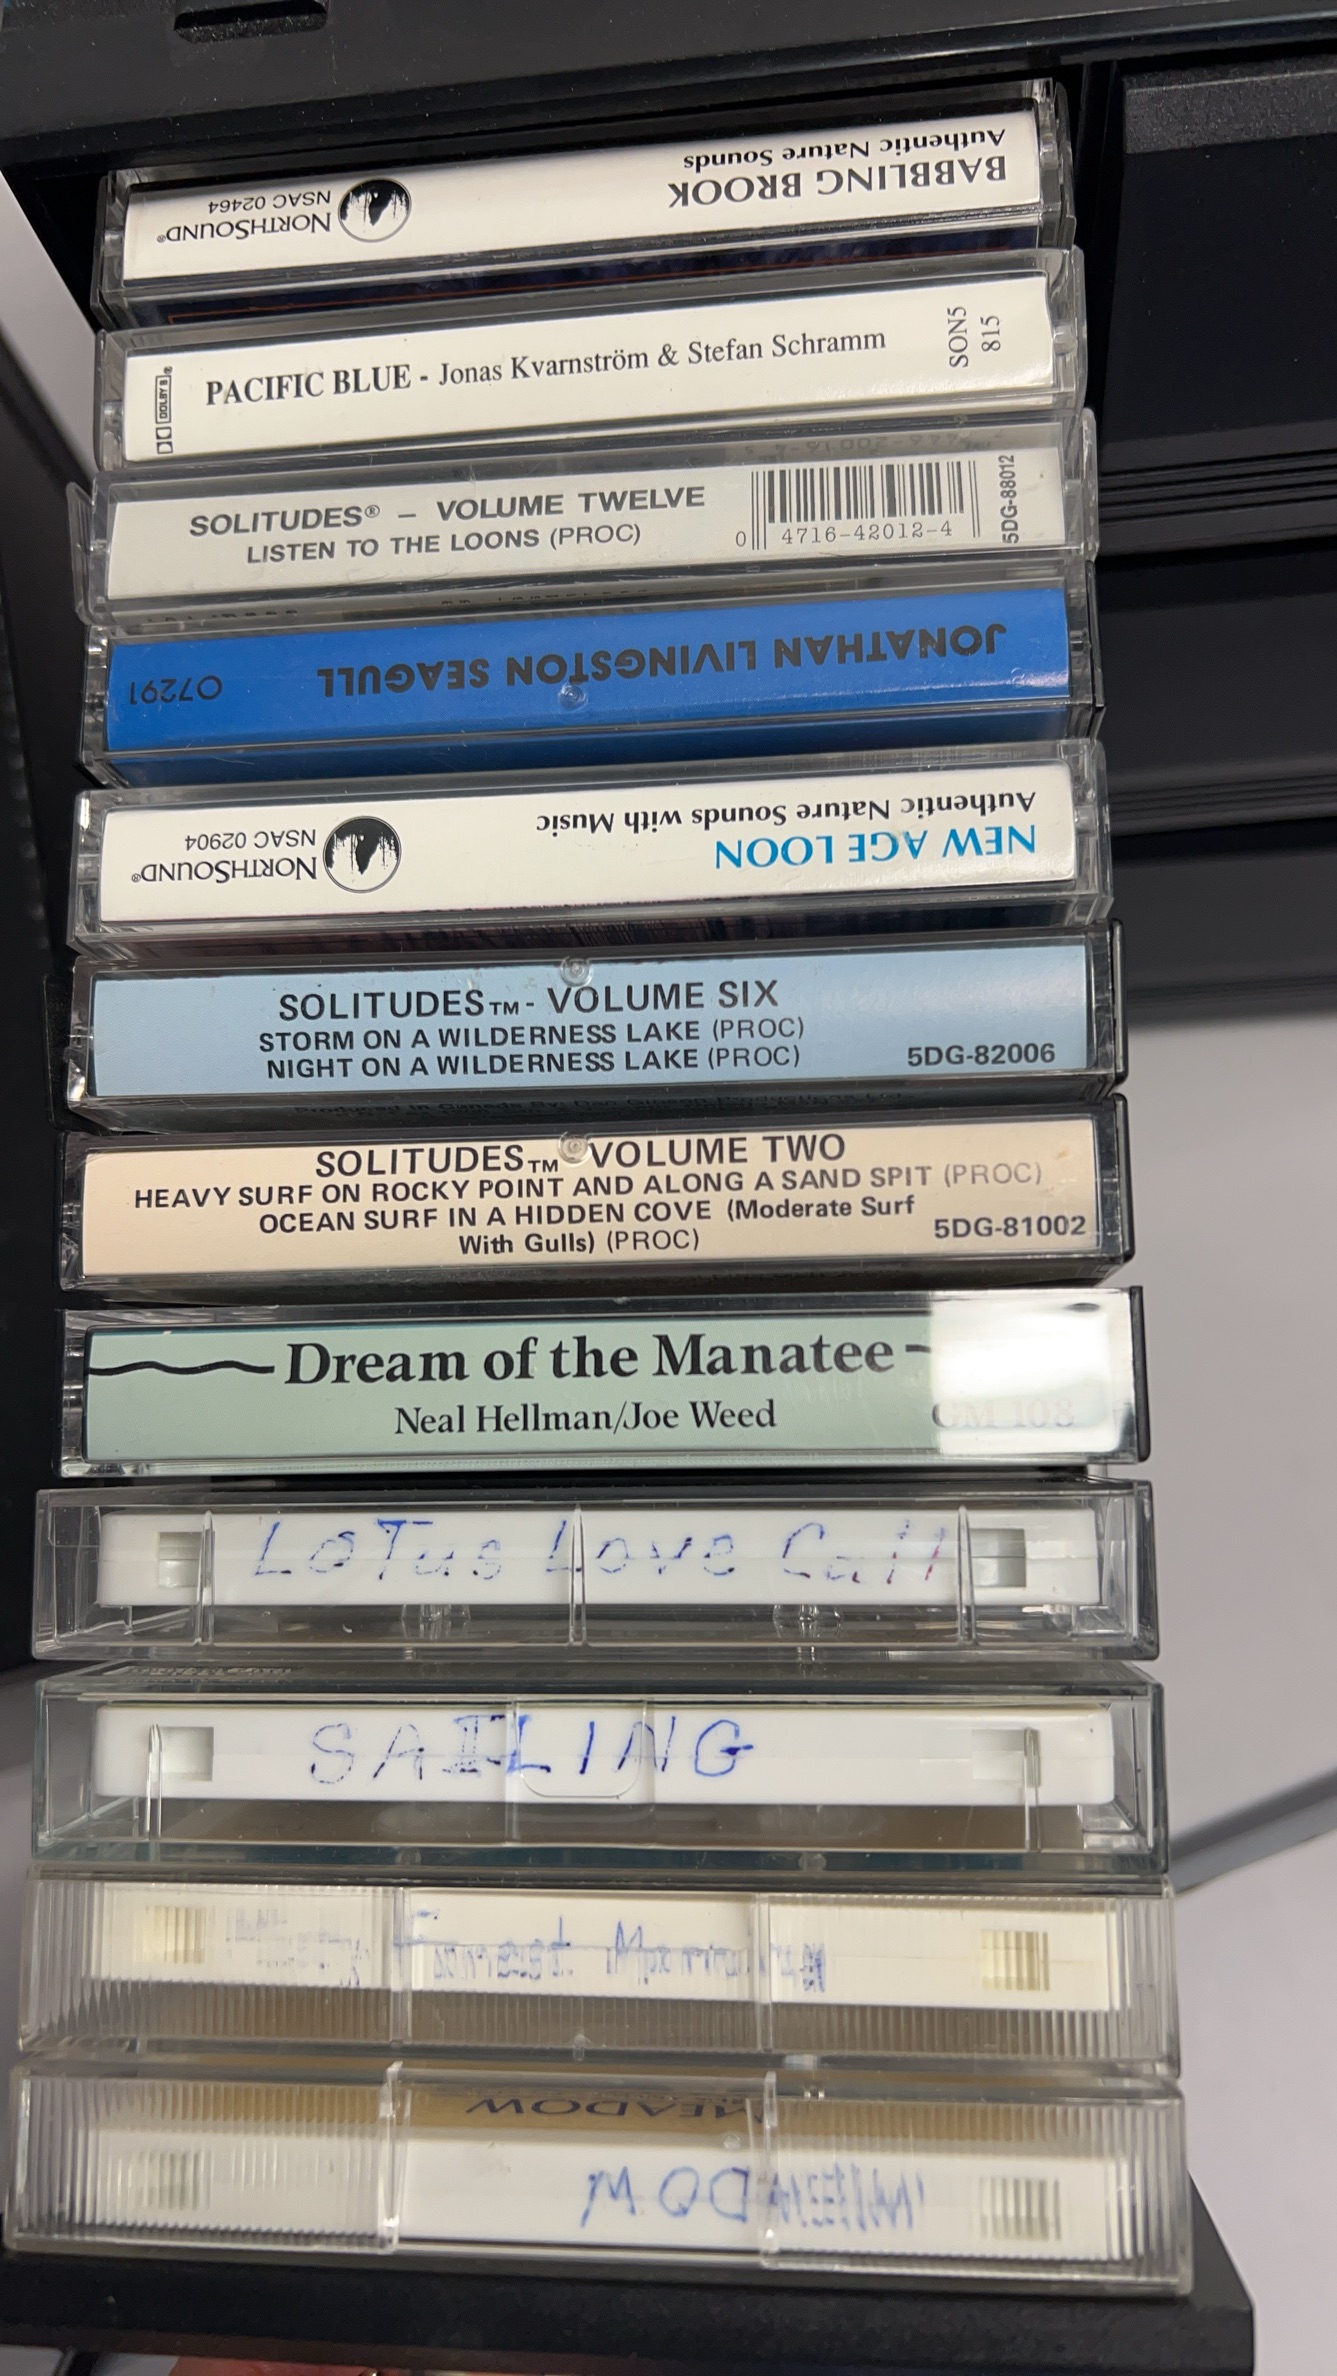 BABBLING BROOK
Authentic Nature Sounds
NORTHSOUND®
NSAC 02464
DOLBY B
PACIFIC BLUE - Jonas Kvarnström & Stefan Schramm
SON5
815
SOLITUDES® – VOLUME TWELVE
LISTEN TO THE LOONS (PROC)
0 4716-42012-4
5DG-88012
JONATHAN LIVINGSTON SEAGULL
07291
NEW AGE LOON
Authentic Nature Sounds with Music
NORTHSOUND®
NSAC 02904
SOLITUDES™ - VOLUME SIX
STORM ON A WILDERNESS LAKE (PROC)
NIGHT ON A WILDERNESS LAKE (PROC)
5DG-82006
SOLITUDES™ VOLUME TWO
HEAVY SURF ON ROCKY POINT AND ALONG A SAND SPIT (PROC)
OCEAN SURF IN A HIDDEN COVE (Moderate Surf
With Gulls) (PROC)
5DG-81002
Dream of the Manatee
Neal Hellman/Joe Weed
GM 108
LoTus Love Call
SAILING
MEADOW